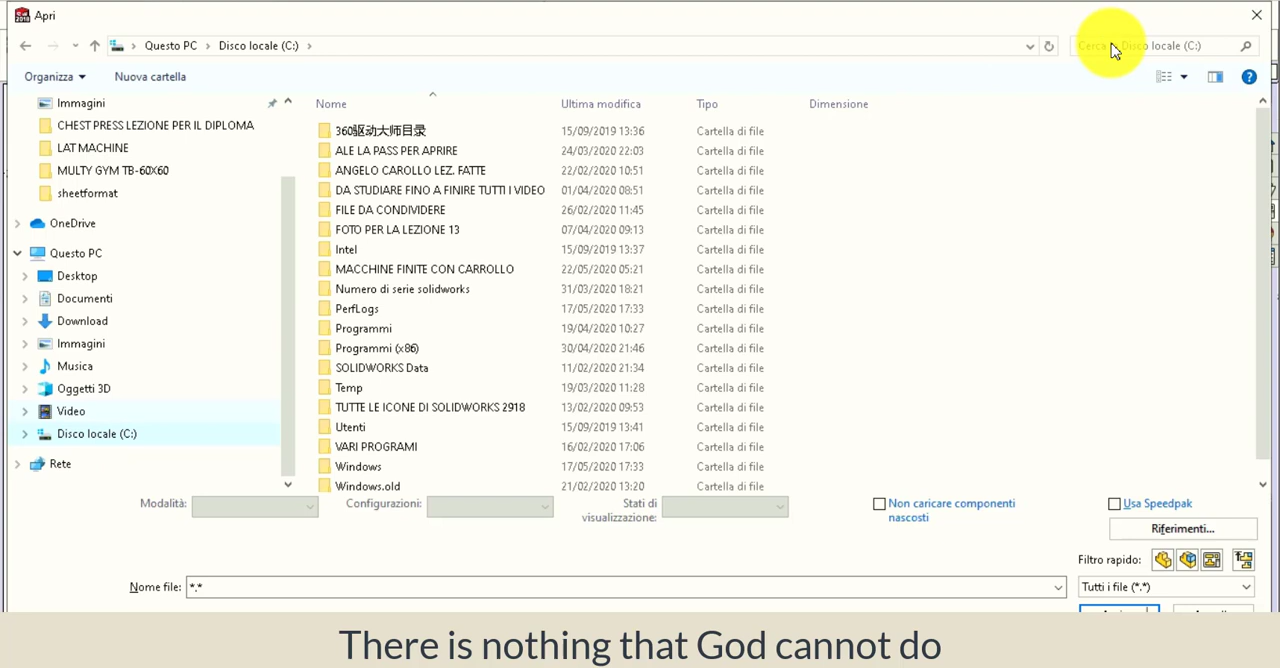 2018 Apri
Questo PC > Disco locale (C:) >
Disco locale (C:)
Organizza
Nuova cartella
Immagini
CHEST PRESS LEZIONE PER IL DIPLOMA
LAT MACHINE
MULTY GYM TB-60X60
sheetformat
OneDrive
Questo PC
Desktop
Documenti
Download
Immagini
Musica
Oggetti 3D
Video
Disco locale (C:)
Rete
Nome Ultima modifica Tipo Dimensione
360驱动大师目录 15/09/2019 13:36 Cartella di file
ALE LA PASS PER APRIRE 24/03/2020 22:03 Cartella di file
ANGELO CAROLLO LEZ. FATTE 22/02/2020 10:51 Cartella di file
DA STUDIARE FINO A FINIRE TUTTI I VIDEO 01/04/2020 08:51 Cartella di file
FILE DA CONDIVIDERE 26/02/2020 11:45 Cartella di file
FOTO PER LA LEZIONE 13 07/04/2020 09:13 Cartella di file
Intel 15/09/2019 13:37 Cartella di file
MACCHINE FINITE CON CARROLLO 22/05/2020 05:21 Cartella di file
Numero di serie solidworks 31/03/2020 18:21 Cartella di file
PerfLogs 17/05/2020 17:33 Cartella di file
Programmi 19/04/2020 10:27 Cartella di file
Programmi (x86) 30/04/2020 21:46 Cartella di file
SOLIDWORKS Data 11/02/2020 21:34 Cartella di file
Temp 19/03/2020 11:28 Cartella di file
TUTTE LE ICONE DI SOLIDWORKS 2918 13/02/2020 09:53 Cartella di file
Utenti 15/09/2019 13:41 Cartella di file
VARI PROGRAMI 16/02/2020 17:06 Cartella di file
Windows 17/05/2020 17:33 Cartella di file
Windows.old 21/02/2020 13:20 Cartella di file
Modalità:
Configurazioni:
Stati di
visualizzazione:
Non caricare componenti
nascosti
Usa Speedpak
Riferimenti...
Filtro rapido:
Nome file: *.*
Tutti i file (*.*)
There is nothing that God cannot do